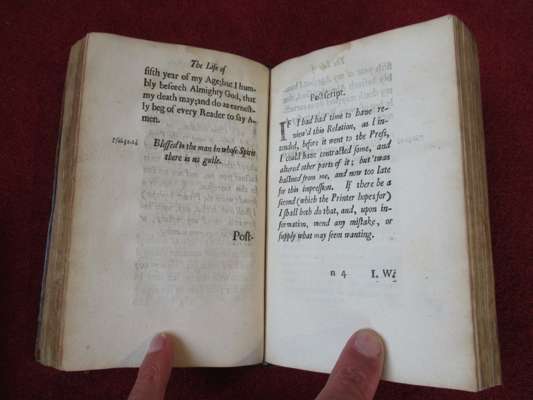 The Life of
fifth year of my Age; but I hum-
bly beseech Almighty God, that
my death may; and do as earnest-
ly beg of every Reader to say A-
men.
Blessed is the man in whose Spirit
there is no guile.
Post-
Postscript.
IF I had had time to have re-
view'd this Relation, as I in-
tended, before it went to the Press,
I could have contracted some, and
altered other parts of it; but 'twas
hastned from me, and now too late
for this impression. If there be a
second (which the Printer hopes for)
I shall both do that, and, upon in-
formation, mend any mistake, or
supply what may seem wanting.
n 4 I. W.